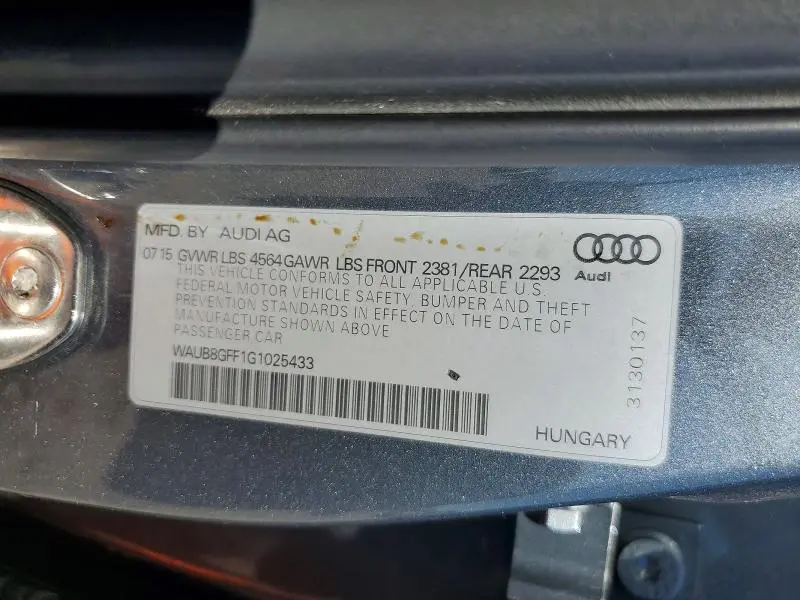 MFD. BY AUDI AG
07 15 GVWR LBS 4564 GAWR LBS FRONT 2381/REAR 2293
Audi
THIS VEHICLE CONFORMS TO ALL APPLICABLE U.S.
FEDERAL MOTOR VEHICLE SAFETY, BUMPER AND THEFT
PREVENTION STANDARDS IN EFFECT ON THE DATE OF
MANUFACTURE SHOWN ABOVE
PASSENGER CAR
WAUB8GFF1G1025433
3130137
HUNGARY